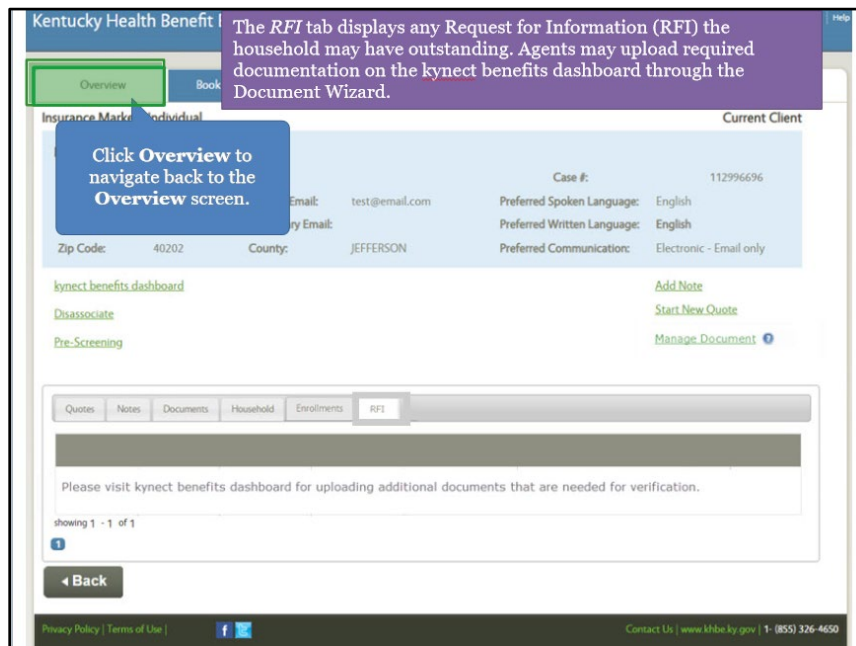 Kentucky Health Benefit
Help
The RFI tab displays any Request for Information (RFI) the
household may have outstanding. Agents may upload required
documentation on the kynect benefits dashboard through the
Document Wizard.
Overview
Book
Insurance Market Individual
Current Client
Click Overview to
navigate back to the
Overview screen.
Case #: 112996696
Email: test@email.com Preferred Spoken Language: English
ry Email: Preferred Written Language: English
Zip Code: 40202 County: JEFFERSON Preferred Communication: Electronic - Email only
kynect benefits dashboard
Add Note
Disassociate
Start New Quote
Pre-Screening
Manage Document
Quotes Notes Documents Household Enrollments RFI
Please visit kynect benefits dashboard for uploading additional documents that are needed for verification.
showing 1 - 1 of 1
1
Back
Privacy Policy | Terms of Use |
Contact Us | www.khbe.ky.gov | 1- (855) 326-4650